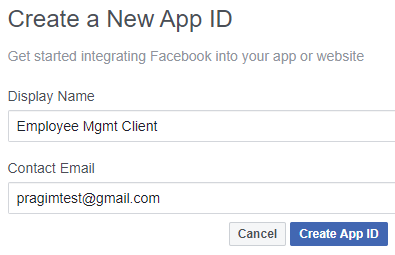 Create a New App ID
Get started integrating Facebook into your app or website
Display Name
Employee Mgmt Client
Contact Email
pragimtest@gmail.com
Cancel
Create App ID